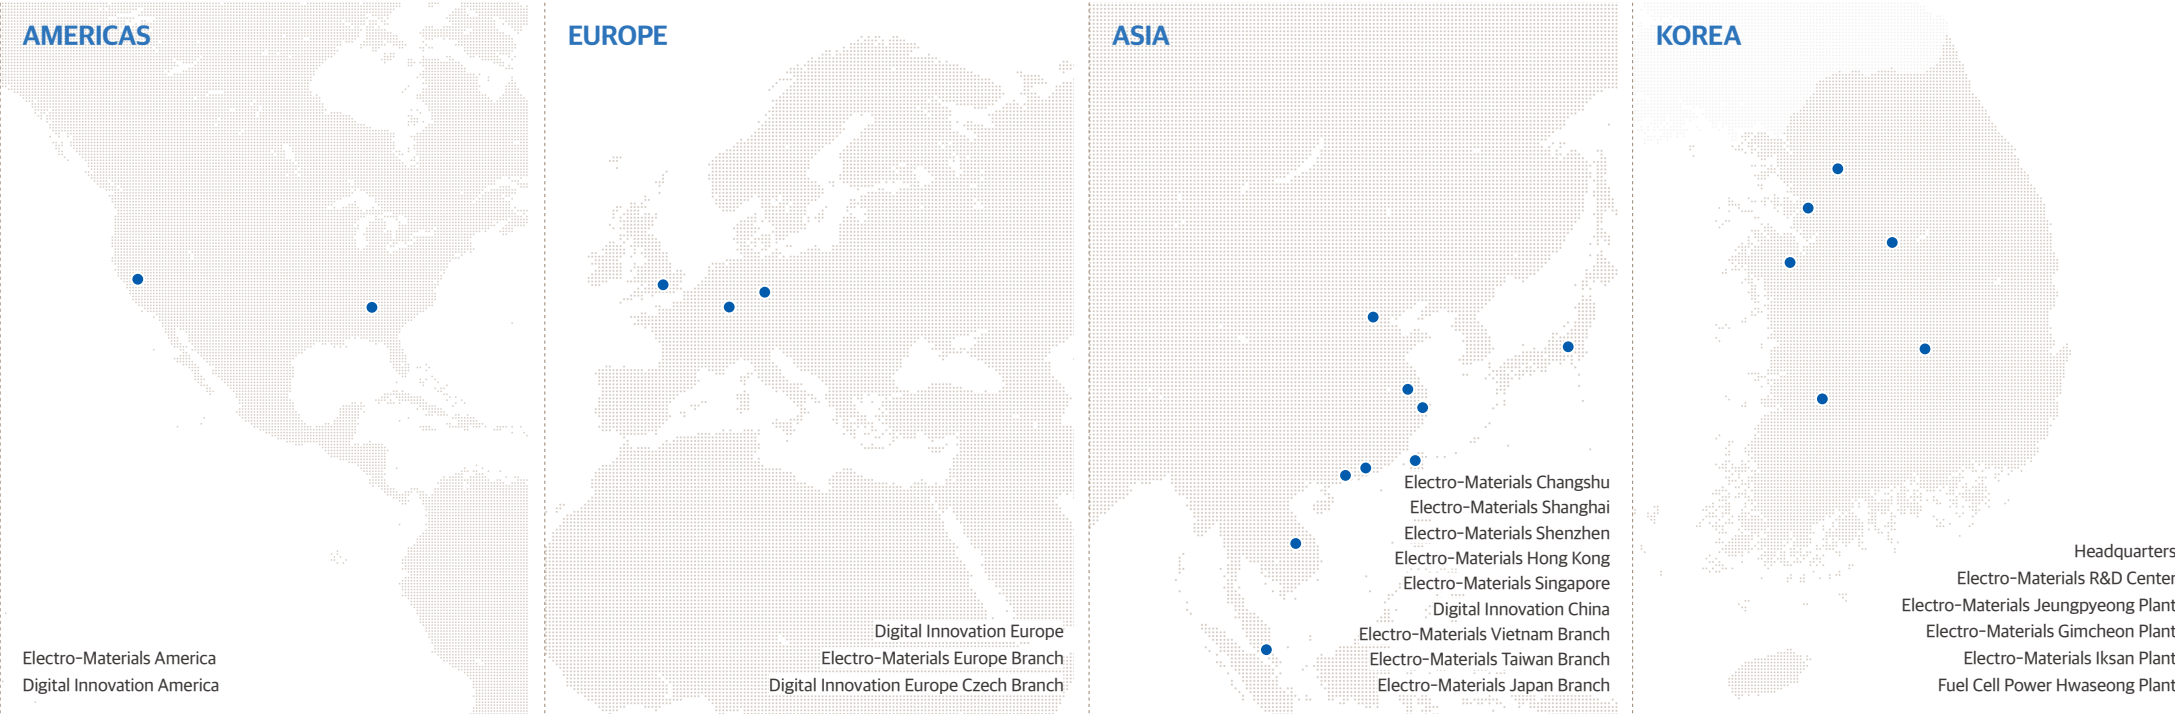 AMERICAS
Electro-Materials America
Digital Innovation America
EUROPE
Digital Innovation Europe
Electro-Materials Europe Branch
Digital Innovation Europe Czech Branch
ASIA
Electro-Materials Changshu
Electro-Materials Shanghai
Electro-Materials Shenzhen
Electro-Materials Hong Kong
Electro-Materials Singapore
Digital Innovation China
Electro-Materials Vietnam Branch
Electro-Materials Taiwan Branch
Electro-Materials Japan Branch
KOREA
Headquarters
Electro-Materials R&D Center
Electro-Materials Jeungpyeong Plant
Electro-Materials Gimcheon Plant
Electro-Materials Iksan Plant
Fuel Cell Power Hwaseong Plant